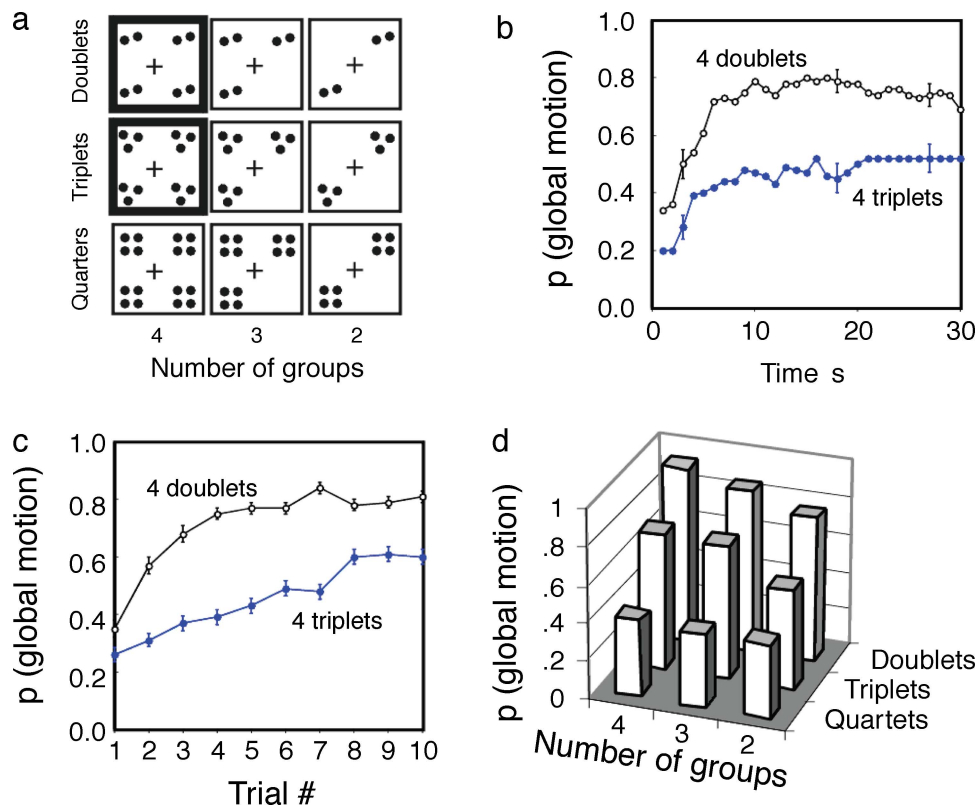 a
Doublets
Triplets
Quarters
4 3 2
Number of groups
b
p (global motion)
1.0
0.8
0.6
0.4
0.2
0.0
4 doublets
4 triplets
0 10 20 30
Time s
c
p (global motion)
1.0
0.8
0.6
0.4
0.2
0.0
4 doublets
4 triplets
1 2 3 4 5 6 7 8 9 10
Trial #
d
p (global motion)
1
.8
.6
.4
.2
0
4 3 2
Number of groups
Doublets
Triplets
Quartets